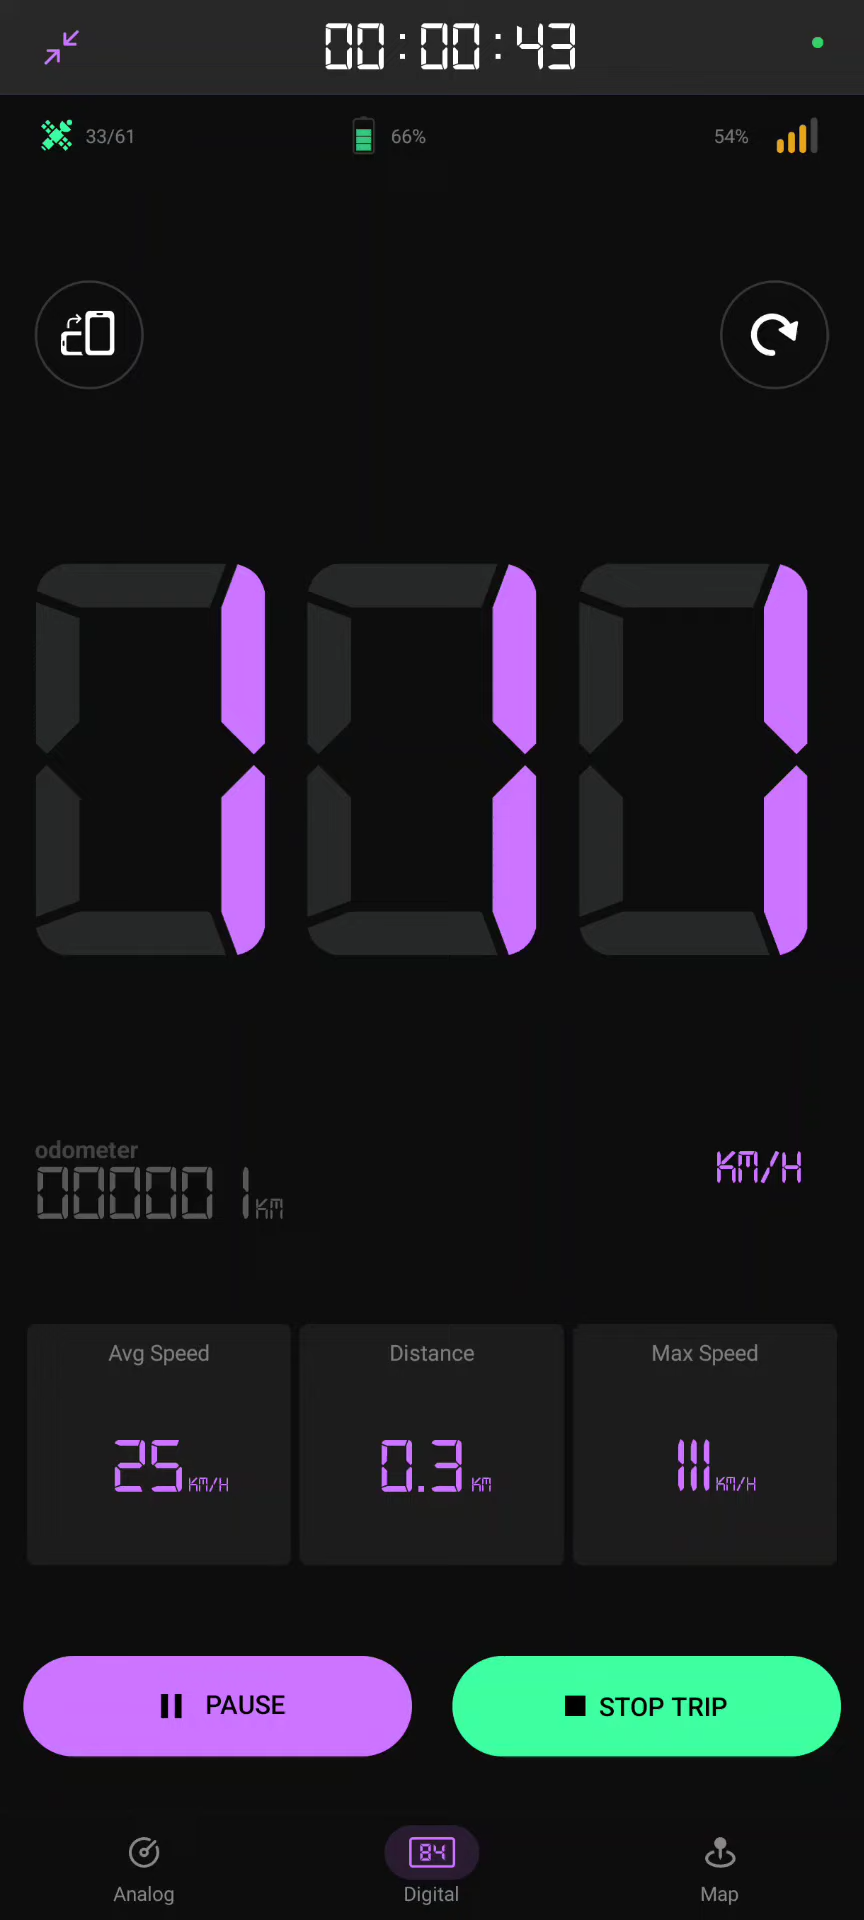 00:00:43
33/61
66%
54%
111
odometer
000001 KM
KM/H
Avg Speed
Distance
Max Speed
25 KM/H
0.3 KM
111 KM/H
PAUSE
STOP TRIP
84
Analog
Digital
Map